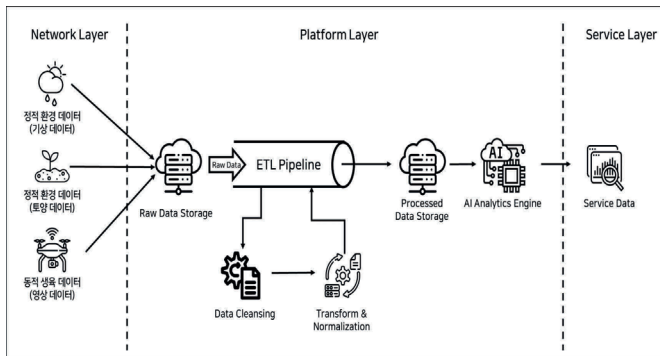 Network Layer
Platform Layer
Service Layer
정적 환경 데이터
(기상 데이터)
정적 환경 데이터
(토양 데이터)
동적 생육 데이터
(영상 데이터)
Raw Data Storage
Raw Data
ETL Pipeline
Data Cleansing
Transform &
Normalization
Processed
Data Storage
AI
AI Analytics Engine
Service Data